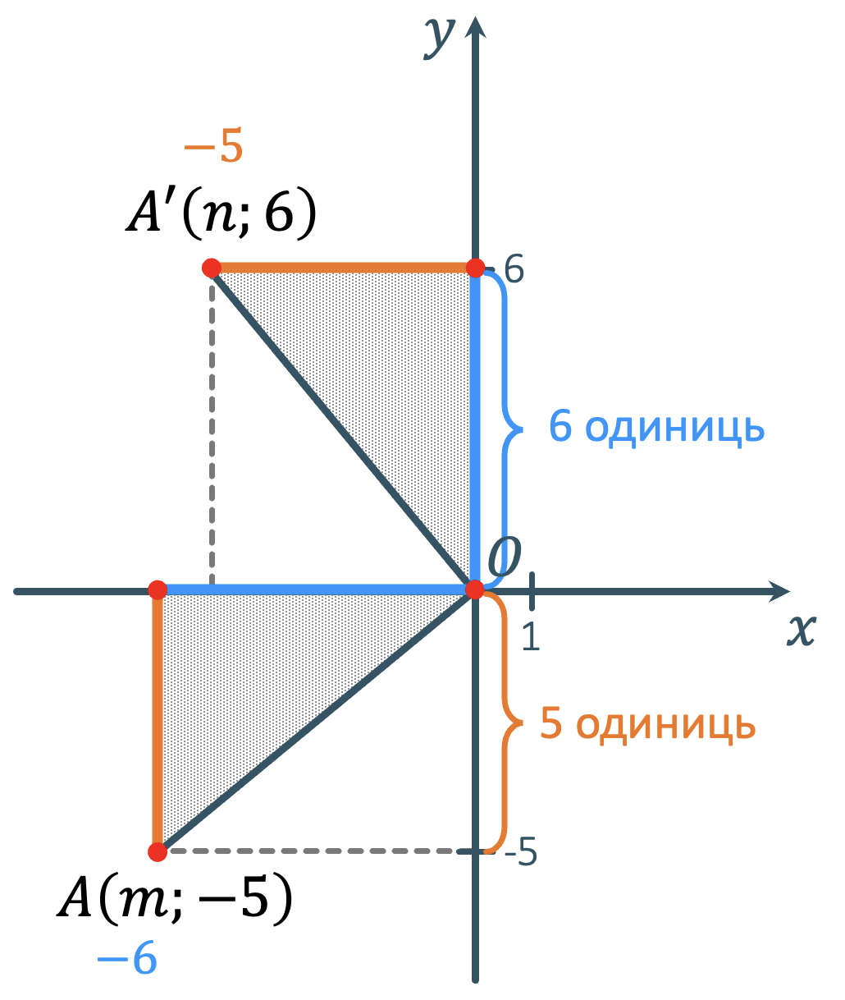 y
−5
A′(n; 6)
6
6 одиниць
O
1
x
5 одиниць
-5
A(m; −5)
−6